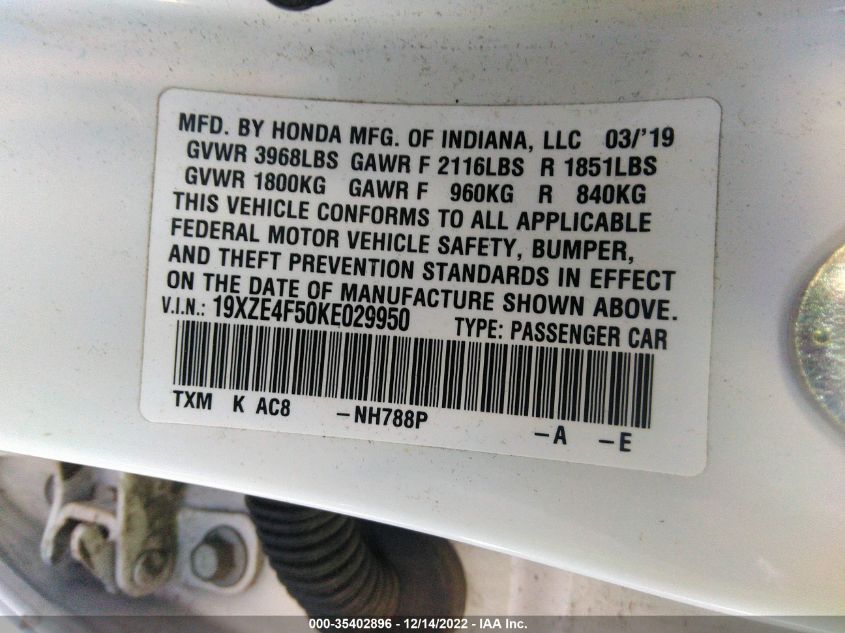 MFD. BY HONDA MFG. OF INDIANA, LLC 03/'19
GVWR 3968LBS GAWR F 2116LBS R 1851LBS
GVWR 1800KG GAWR F 960KG R 840KG
THIS VEHICLE CONFORMS TO ALL APPLICABLE
FEDERAL MOTOR VEHICLE SAFETY, BUMPER,
AND THEFT PREVENTION STANDARDS IN EFFECT
ON THE DATE OF MANUFACTURE SHOWN ABOVE.
V.I.N.: 19XZE4F50KE029950 TYPE: PASSENGER CAR
TXM K AC8 -NH788P -A -E
000-35402896 - 12/14/2022 - IAA Inc.